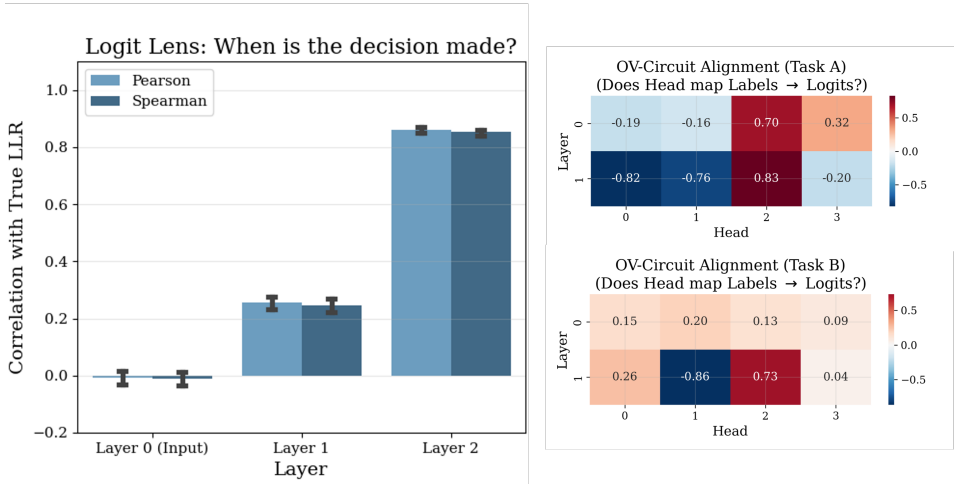 Logit Lens: When is the decision made?
Pearson
Spearman
1.0
0.8
0.6
0.4
0.2
0.0
−0.2
Correlation with True LLR
Layer 0 (Input)
Layer 1
Layer 2
Layer
OV-Circuit Alignment (Task A)
(Does Head map Labels → Logits?)
0
-0.19
-0.16
0.70
0.32
1
-0.82
-0.76
0.83
-0.20
Layer
0
1
2
3
Head
0.5
0.0
−0.5
OV-Circuit Alignment (Task B)
(Does Head map Labels → Logits?)
0
0.15
0.20
0.13
0.09
1
0.26
-0.86
0.73
0.04
Layer
0
1
2
3
Head
0.5
0.0
−0.5